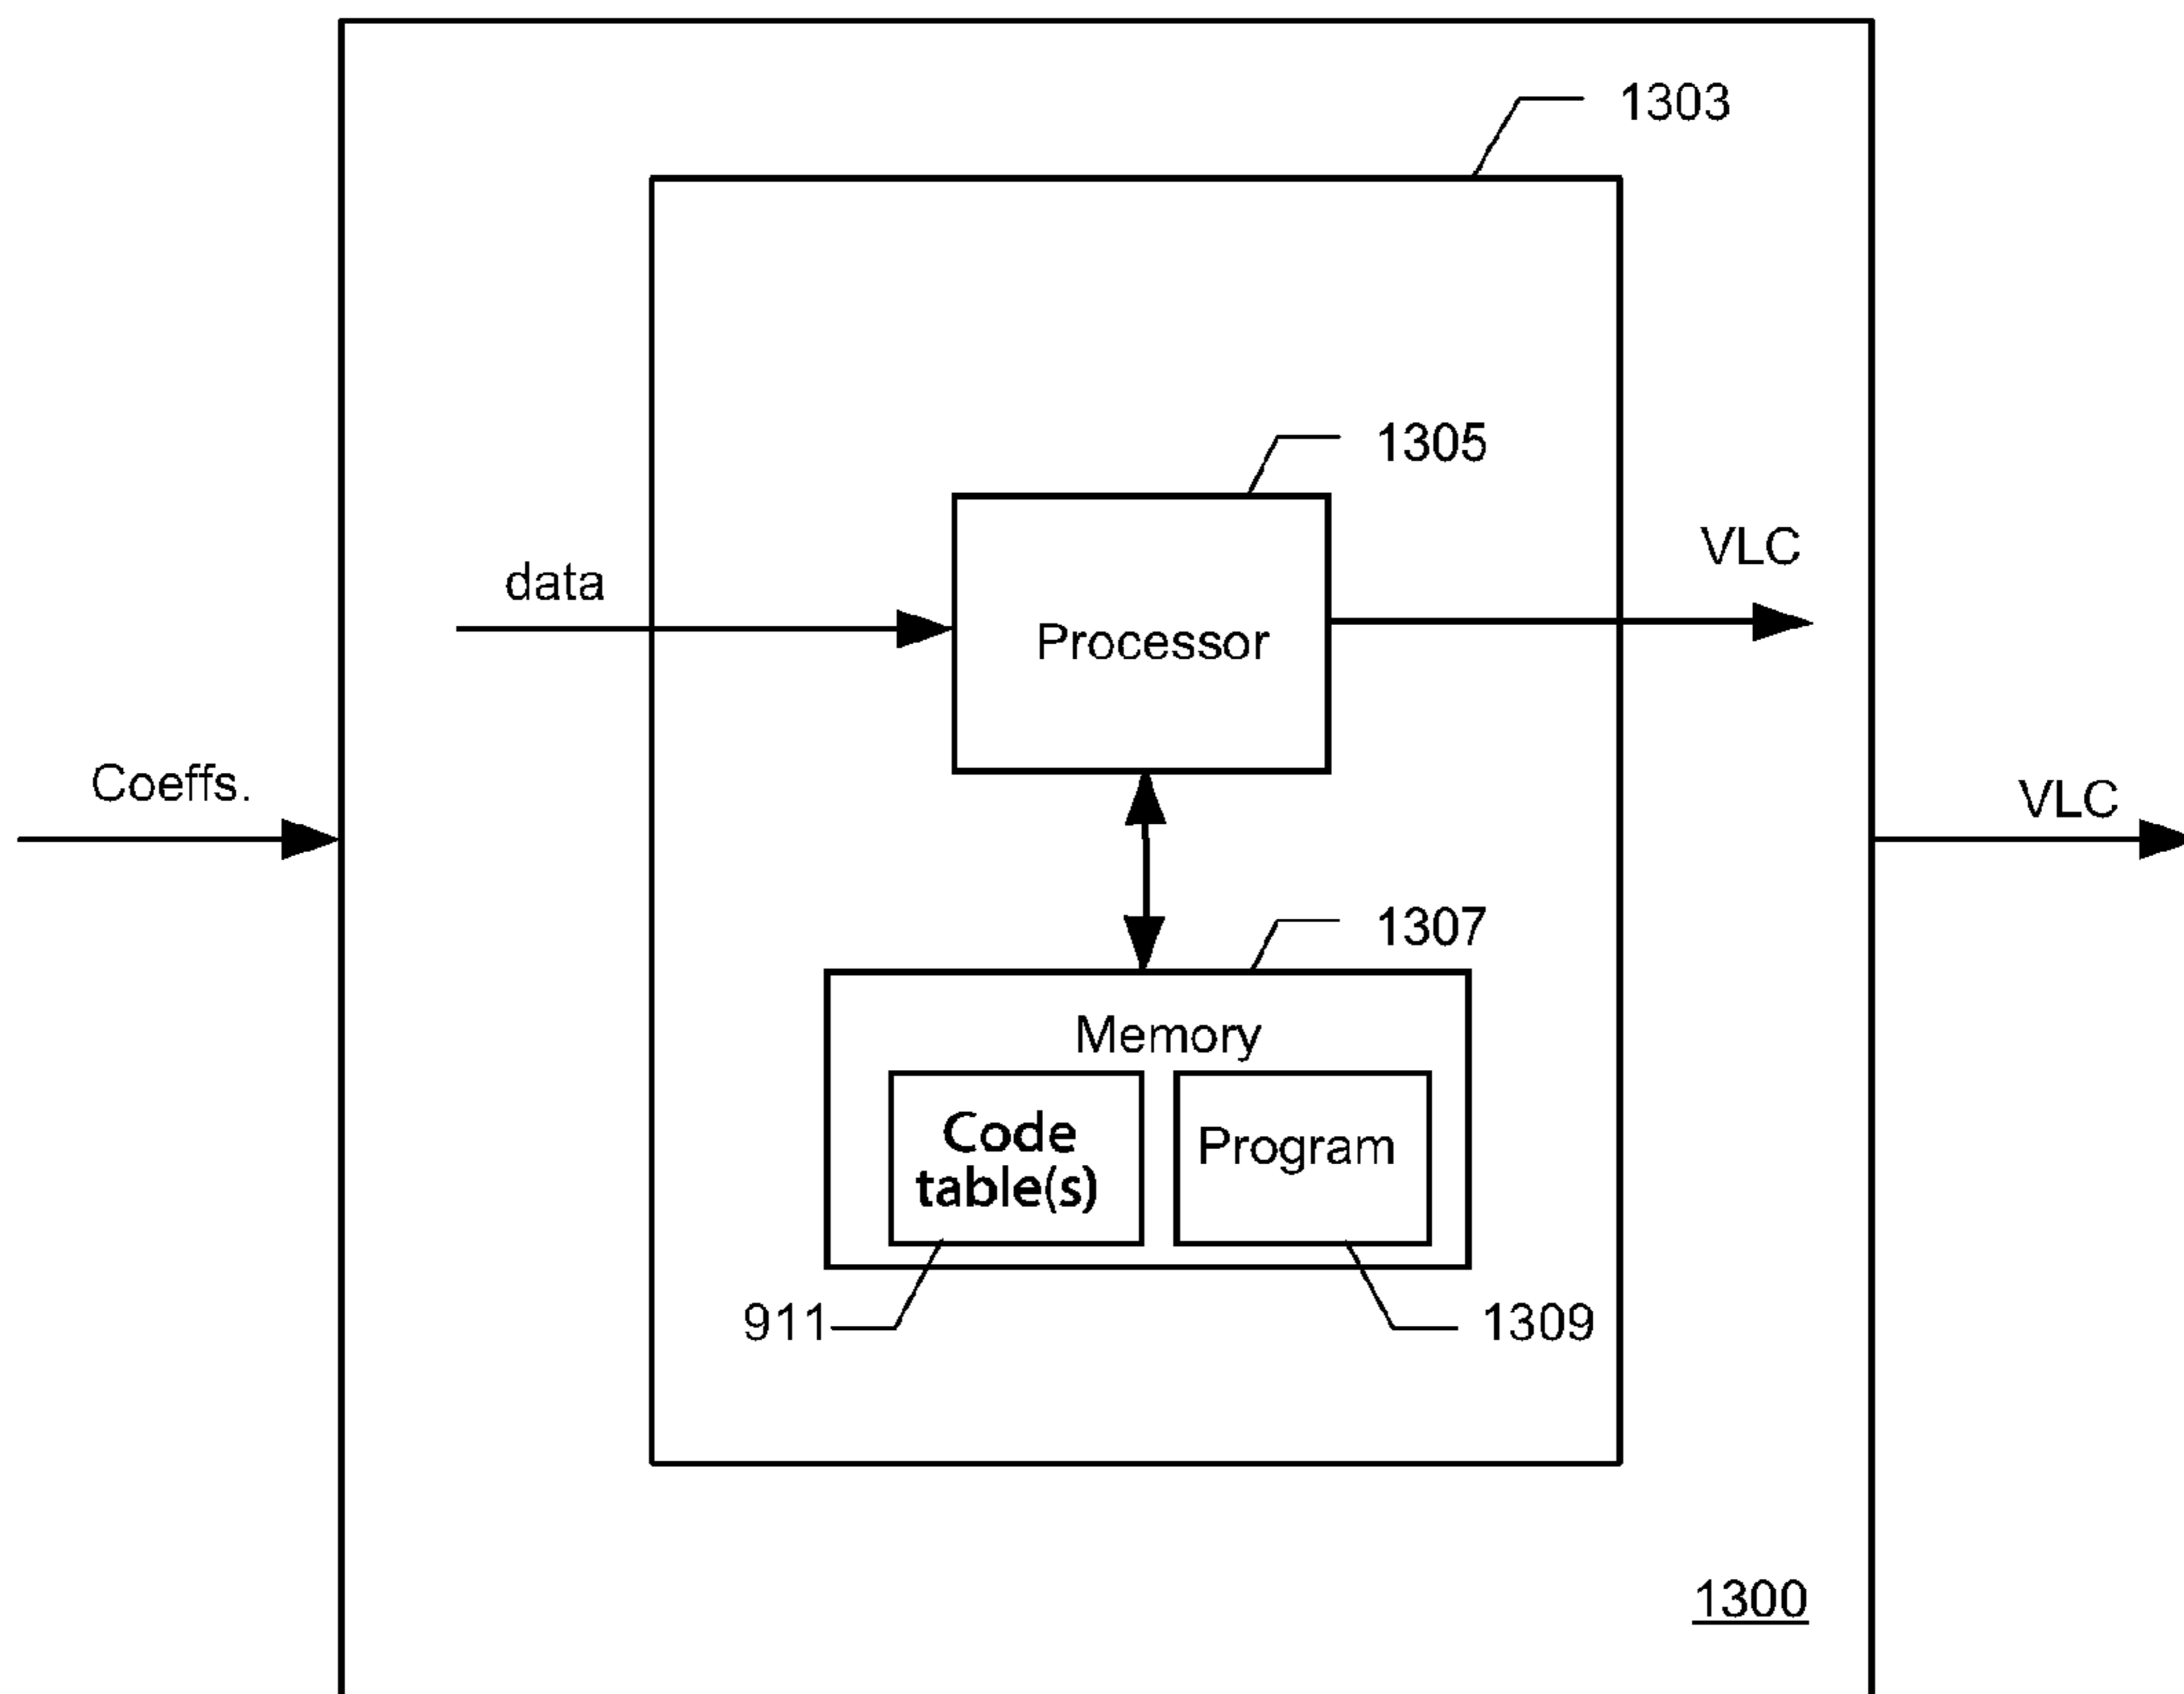 1303
1305
VLC
data
Processor
Coeffs.
VLC
1307
Memory
Code
table(s)
Program
911
1309
1300